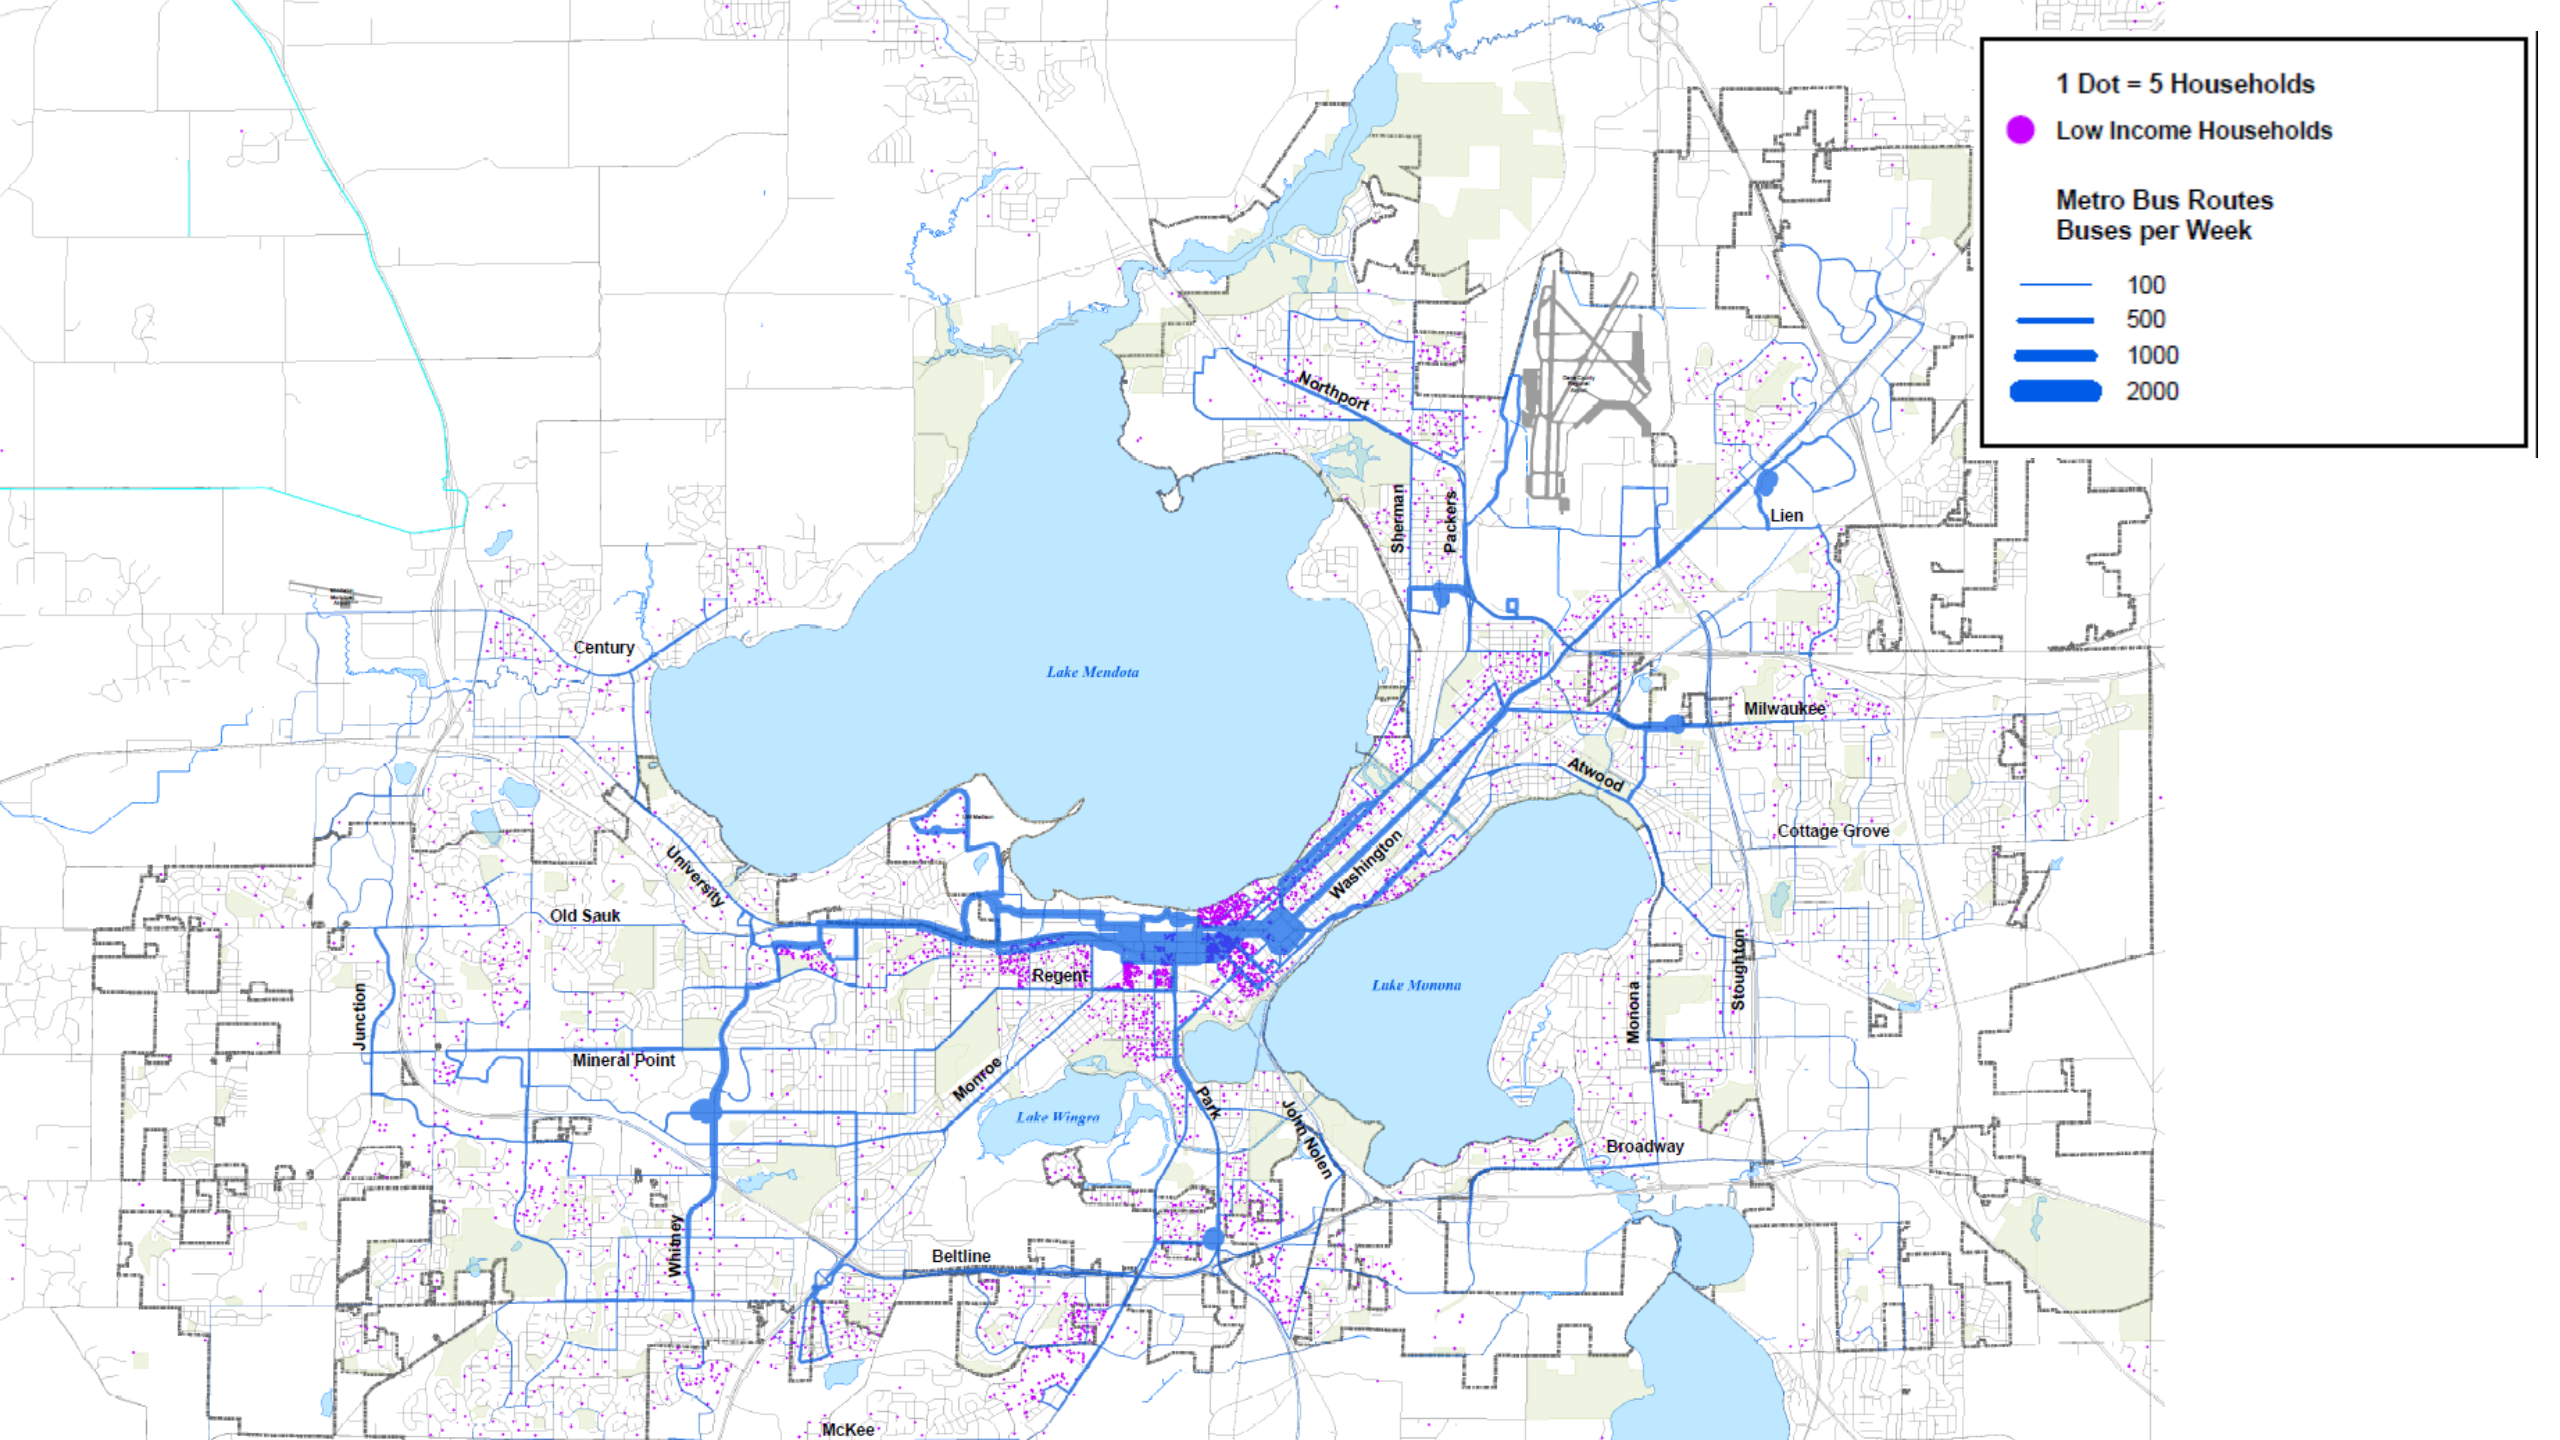 1 Dot = 5 Households
Low Income Households
Metro Bus Routes
Buses per Week
100
500
1000
2000
Northport
Sherman
Packers
Lien
Century
Lake Mendota
Milwaukee
Atwood
Cottage Grove
Washington
University
Old Sauk
Regent
Lake Monona
Junction
Monona
Stoughton
Mineral Point
Monroe
Lake Wingra
Park
John Nolen
Broadway
Whitney
Beltline
McKee